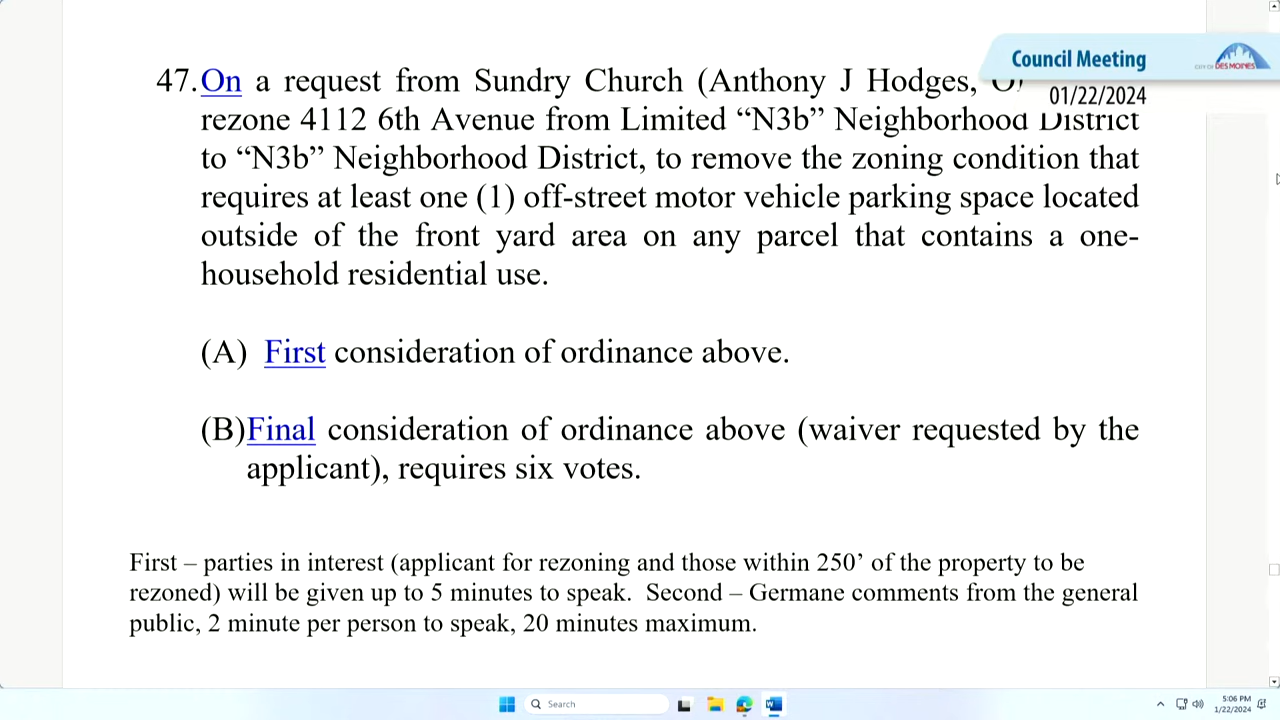 Council Meeting
CITY OF DES MOINES
01/22/2024
47. On a request from Sundry Church (Anthony J Hodges,
rezone 4112 6th Avenue from Limited “N3b” Neighborhood District
to “N3b” Neighborhood District, to remove the zoning condition that
requires at least one (1) off-street motor vehicle parking space located
outside of the front yard area on any parcel that contains a one-
household residential use.
(A) First consideration of ordinance above.
(B)Final consideration of ordinance above (waiver requested by the
applicant), requires six votes.
First – parties in interest (applicant for rezoning and those within 250’ of the property to be
rezoned) will be given up to 5 minutes to speak. Second – Germane comments from the general
public, 2 minute per person to speak, 20 minutes maximum.
Search
5:06 PM
1/22/2024